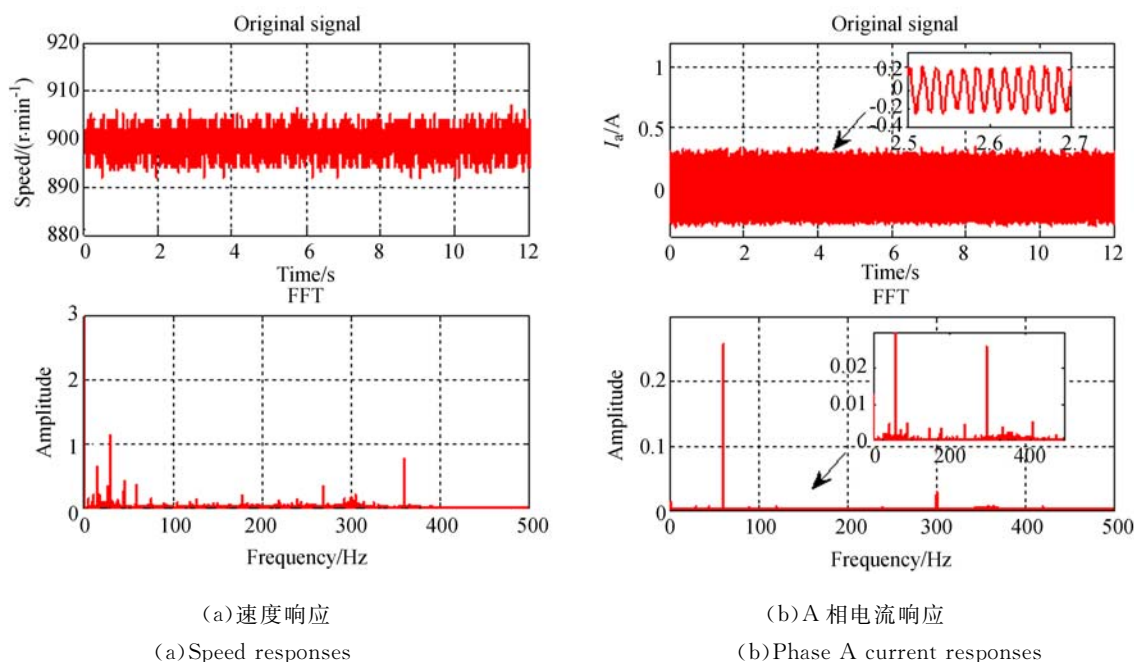 Original signal
920
910
900
890
880
Speed/(r·min⁻¹)
0 2 4 6 8 10 12
Time/s
FFT
3
2
1
0
Amplitude
0 100 200 300 400 500
Frequency/Hz
(a)速度响应
(a)Speed responses
Original signal
1
0.5
0
Iₐ/A
0.2
0
-0.2
-0.4
2.5 2.6 2.7
0 2 4 6 8 10 12
Time/s
FFT
0.2
0.1
0
Amplitude
0.02
0.01
0
0 200 400
0 100 200 300 400 500
Frequency/Hz
(b)A 相电流响应
(b)Phase A current responses